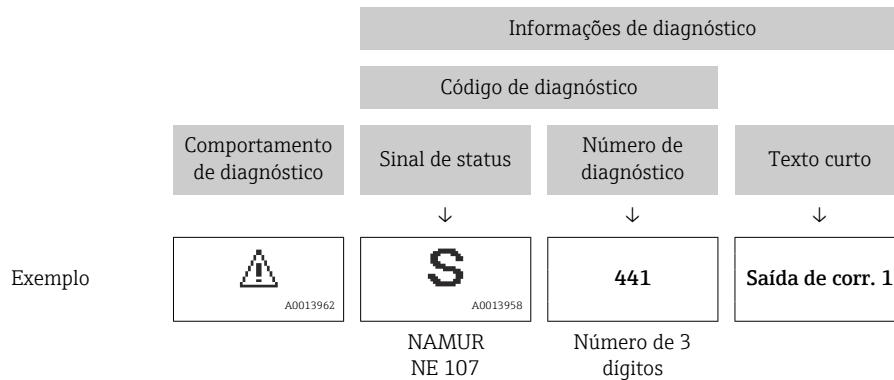 Informações de diagnóstico
Código de diagnóstico
Comportamento
de diagnóstico
Sinal de status
Número de
diagnóstico
Texto curto
↓ ↓ ↓
Exemplo
A0013962
S
A0013958
441
Saída de corr. 1
NAMUR
NE 107
Número de 3
dígitos